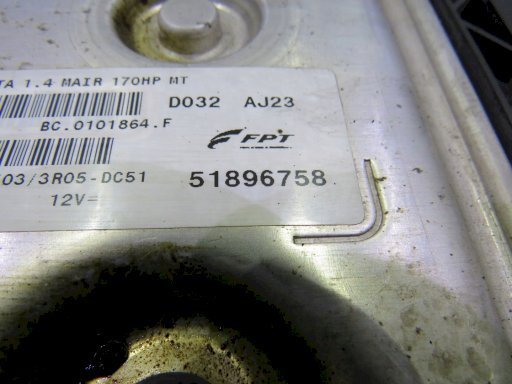 TA 1.4 MAIR 170HP MT
D032 AJ23
BC.0101864.F
FPT
03/3R05-DC51
51896758
12V=